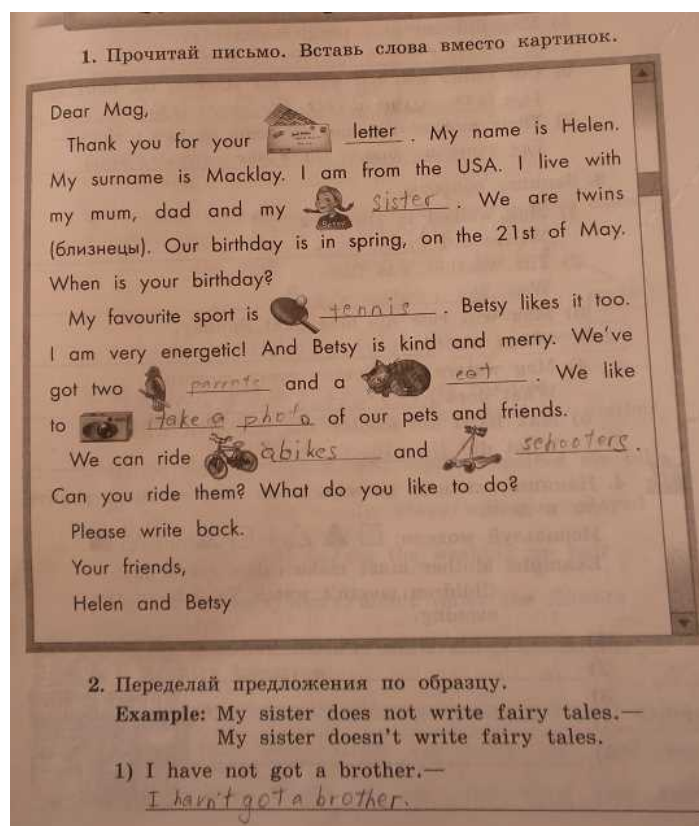 1. Прочитай письмо. Вставь слова вместо картинок.
Dear Mag,
Thank you for your letter. My name is Helen.
My surname is Macklay. I am from the USA. I live with
my mum, dad and my sister. We are twins
(близнецы). Our birthday is in spring, on the 21st of May.
When is your birthday?
My favourite sport is tennis. Betsy likes it too.
I am very energetic! And Betsy is kind and merry. We've
got two parrots and a cat. We like
to take a photo of our pets and friends.
We can ride abikes and schooters.
Can you ride them? What do you like to do?
Please write back.
Your friends,
Helen and Betsy
2. Переделай предложения по образцу.
Example: My sister does not write fairy tales.—
My sister doesn't write fairy tales.
1) I have not got a brother.—
I havn't got a brother.